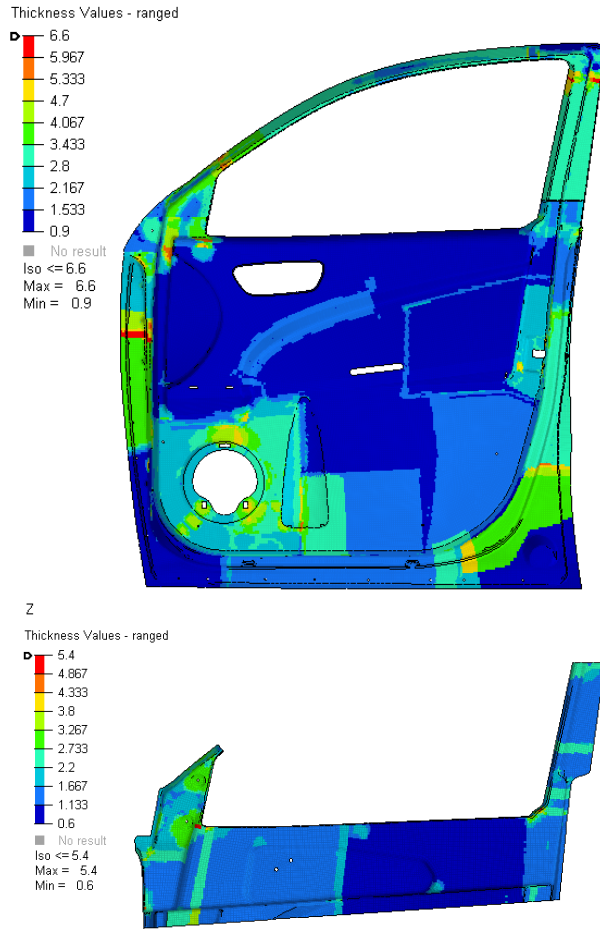 Thickness Values - ranged
D
6.6
5.967
5.333
4.7
4.067
3.433
2.8
2.167
1.533
0.9
No result
Iso <= 6.6
Max = 6.6
Min = 0.9
Z
Thickness Values - ranged
D
5.4
4.867
4.333
3.8
3.267
2.733
2.2
1.667
1.133
0.6
No result
Iso <= 5.4
Max = 5.4
Min = 0.6